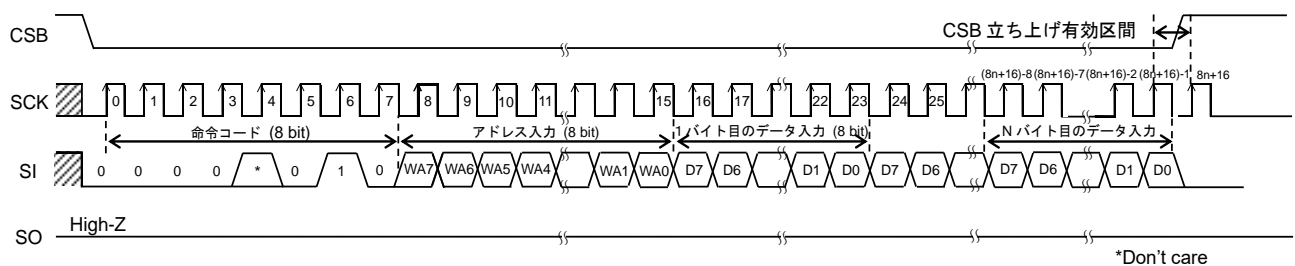 CSB
CSB 立ち上げ有効区間
(8n+16)-8 (8n+16)-7 (8n+16)-2 (8n+16)-1 8n+16
SCK
0 1 2 3 4 5 6 7 8 9 10 11 15 16 17 22 23 24 25
命令コード (8 bit) アドレス入力 (8 bit) 1 バイト目のデータ入力 (8 bit) N バイト目のデータ入力
SI
0 0 0 0 * 0 1 0 WA7 WA6 WA5 WA4 WA1 WA0 D7 D6 D1 D0 D7 D6 D7 D6 D1 D0
High-Z
SO
*Don't care